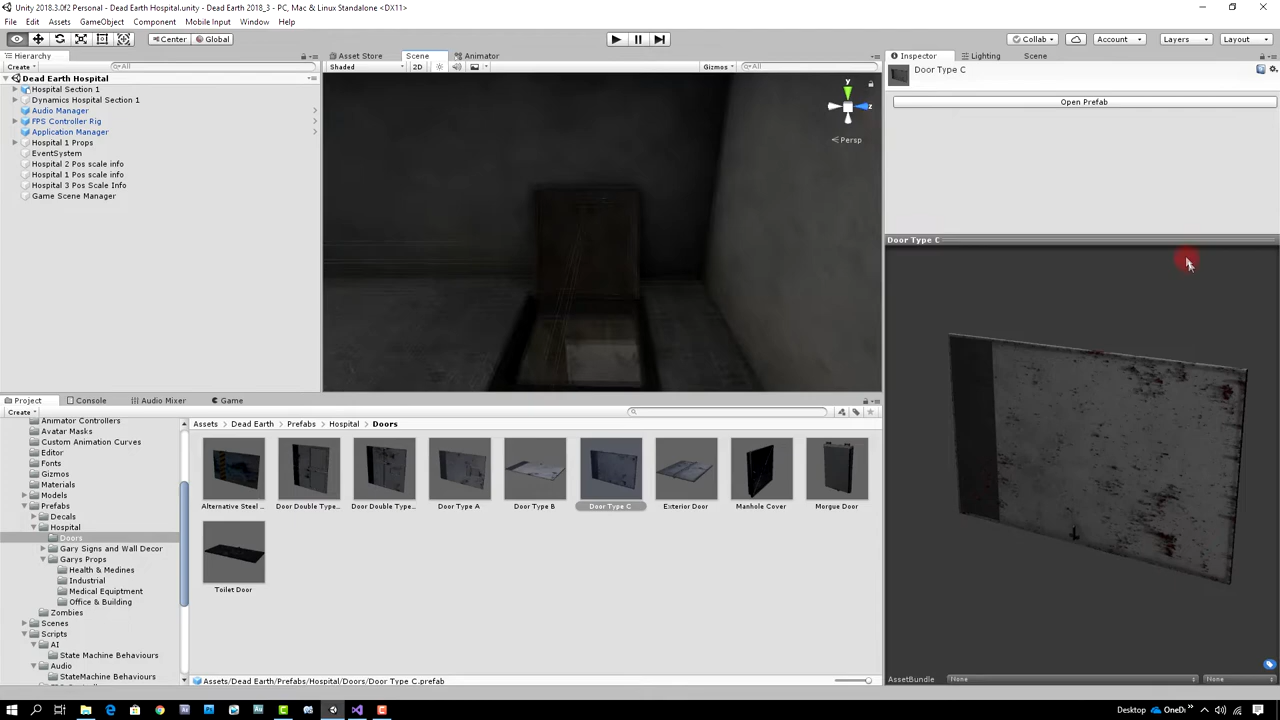 Unity 2018.3.0f2 Personal - Dead Earth Hospital.unity - Dead Earth 2018_3 - PC, Mac & Linux Standalone <DX11>
File Edit Assets GameObject Component Mobile Input Window Help
Center Global Collab Account Layers Layout
Hierarchy Asset Store Scene Animator Inspector Lighting Scene
Create All Shaded 2D Gizmos All Door Type C
Dead Earth Hospital
Hospital Section 1
Dynamics Hospital Section 1
Open Prefab
Audio Manager
FPS Controller Rig
Application Manager
Hospital 1 Props
EventSystem
Hospital 2 Pos scale info
Hospital 1 Pos scale info
Hospital 3 Pos Scale Info
Game Scene Manager
y
z
Persp
Door Type C
Project Console Audio Mixer Game
Create
Animator Controllers
Avatar Masks
Custom Animation Curves
Editor
Fonts
Gizmos
Materials
Models
Prefabs
Decals
Hospital
Doors
Gary Signs and Wall Decor
Garys Props
Health & Medines
Industrial
Medical Equiptment
Office & Building
Zombies
Scenes
Scripts
AI
State Machine Behaviours
Audio
StateMachine Behaviours
Assets Dead Earth Prefabs Hospital Doors
Alternative Steel ... Door Double Type... Door Double Type... Door Type A Door Type B Door Type C Exterior Door Manhole Cover Morgue Door
Toilet Door
Assets/Dead Earth/Prefabs/Hospital/Doors/Door Type C.prefab
AssetBundle None None
Desktop OneDi...